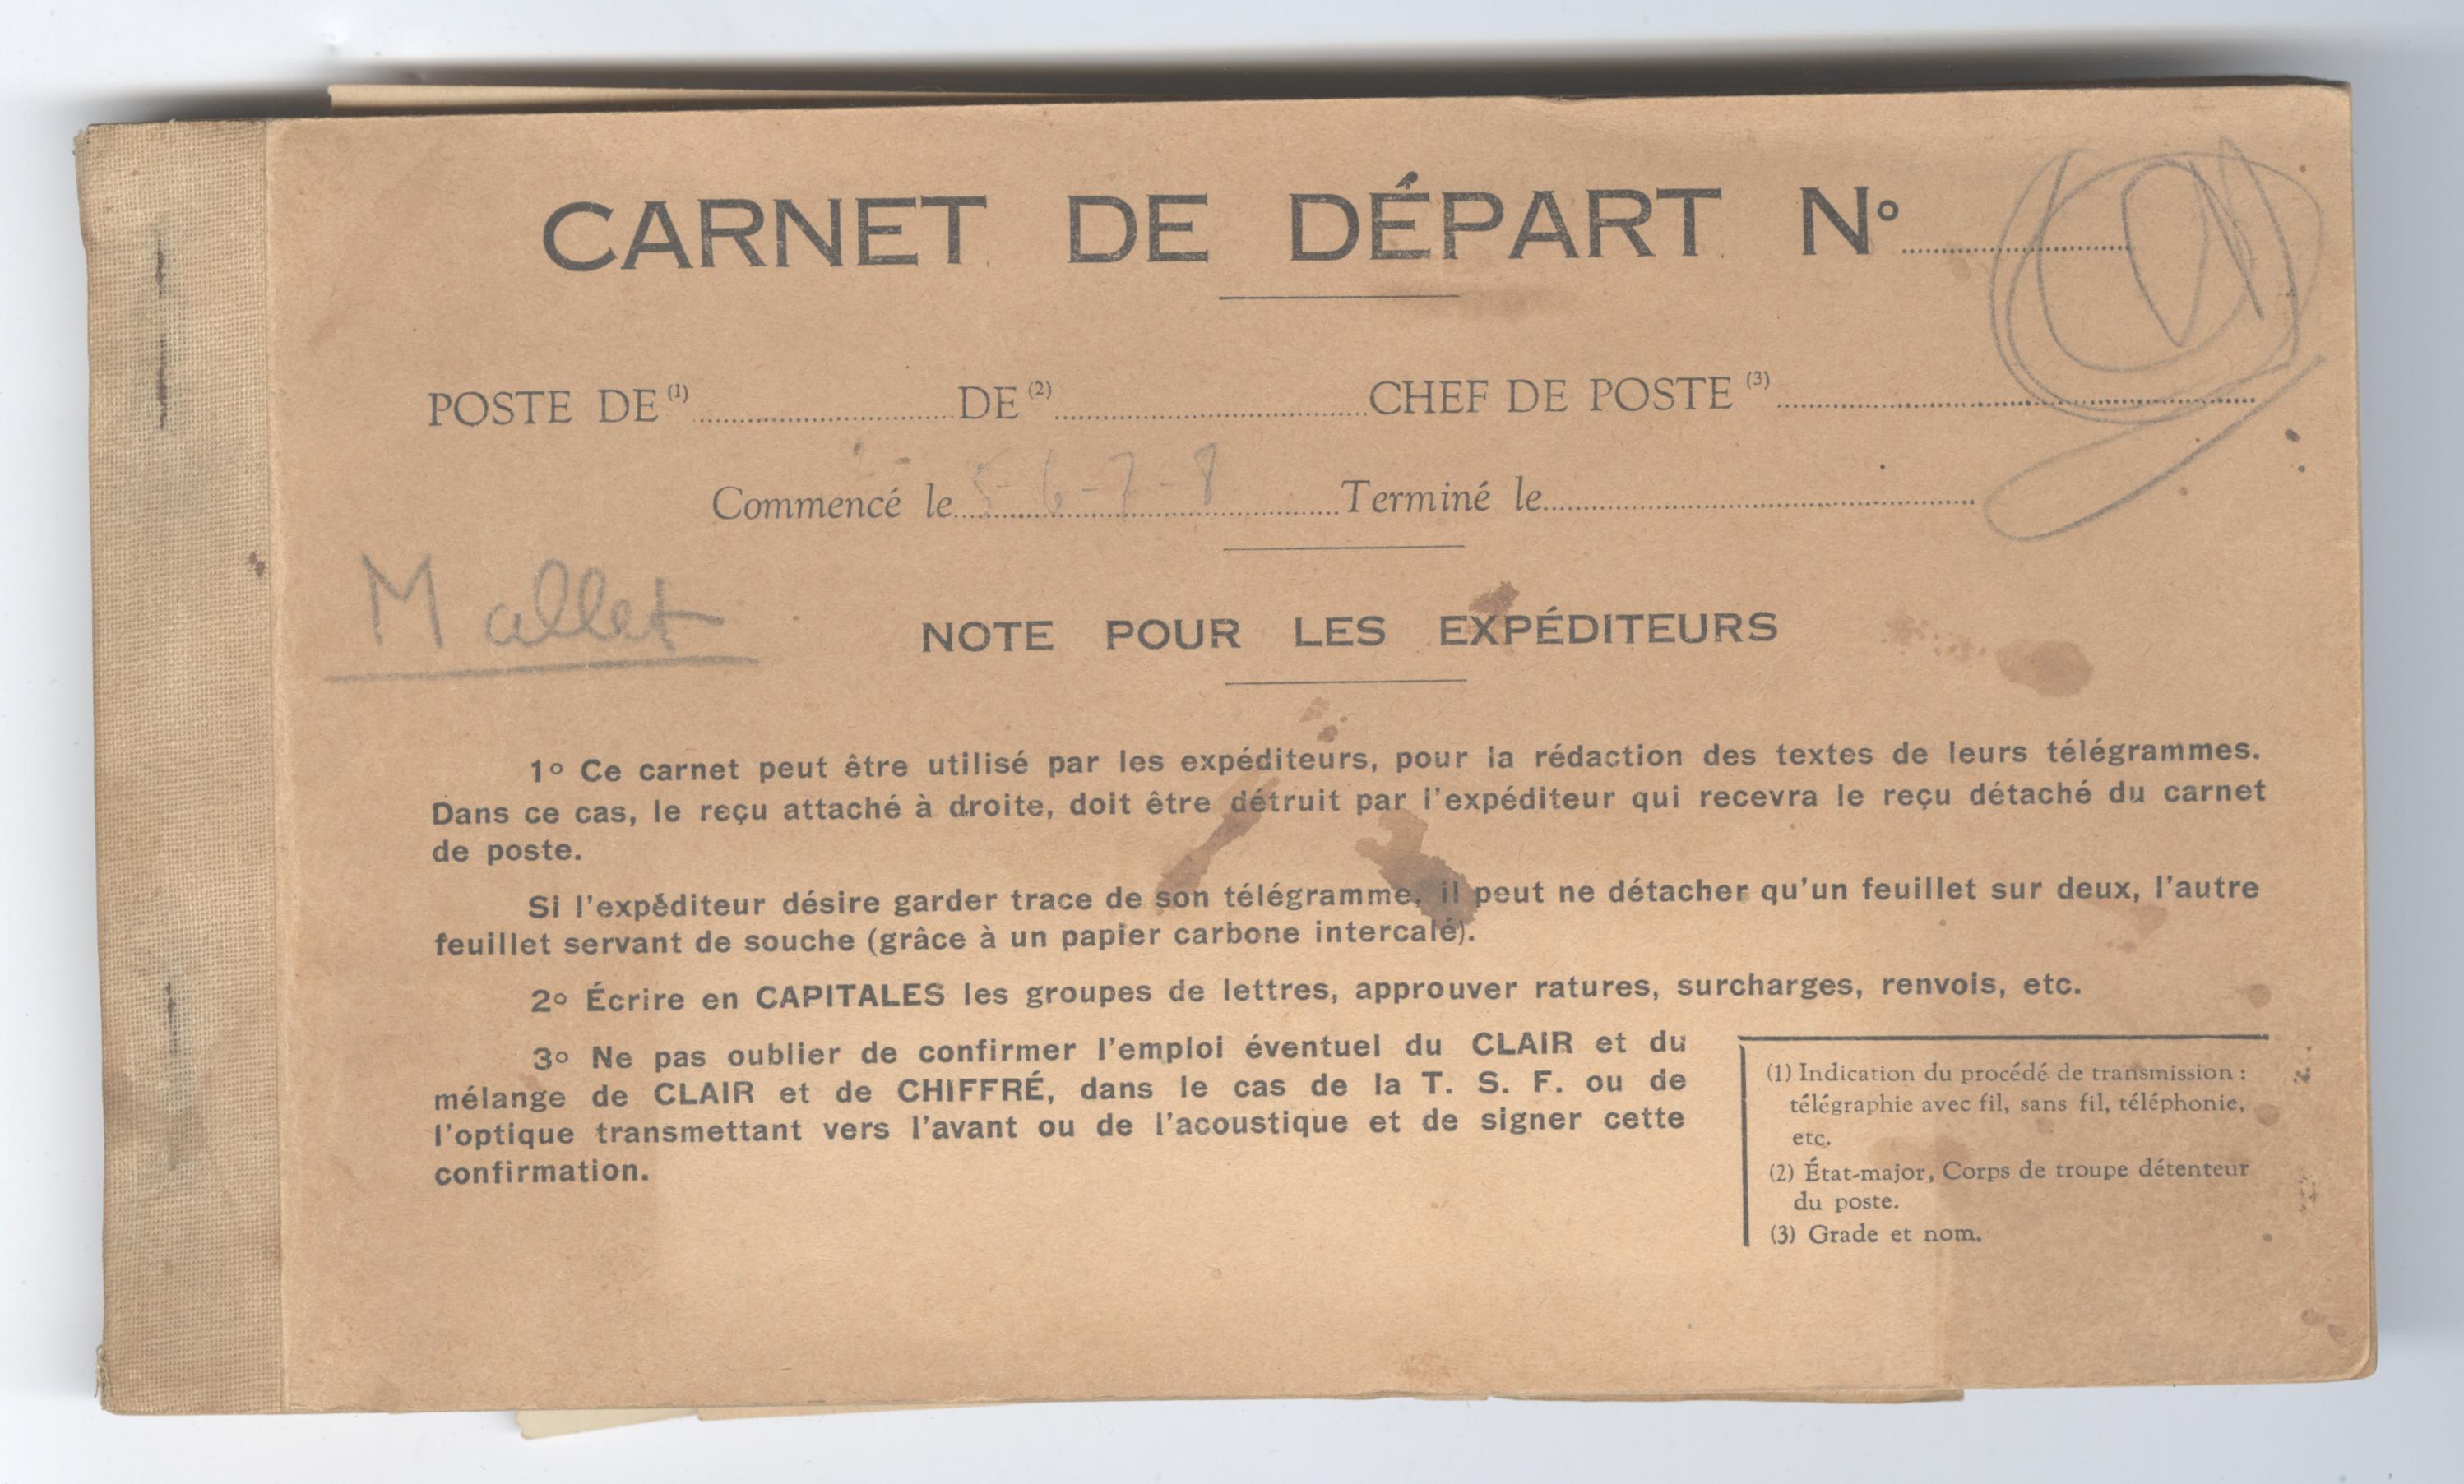 CARNET DE DÉPART N°
POSTE DE (1) DE (2) CHEF DE POSTE (3)
Commencé le 5-6-7-8 Terminé le
Mallet
NOTE POUR LES EXPÉDITEURS
1° Ce carnet peut être utilisé par les expéditeurs, pour la rédaction des textes de leurs télégrammes.
Dans ce cas, le reçu attaché à droite, doit être détruit par l'expéditeur qui recevra le reçu détaché du carnet
de poste.
Si l'expéditeur désire garder trace de son télégramme, il peut ne détacher qu'un feuillet sur deux, l'autre
feuillet servant de souche (grâce à un papier carbone intercalé).
2° Écrire en CAPITALES les groupes de lettres, approuver ratures, surcharges, renvois, etc.
3° Ne pas oublier de confirmer l'emploi éventuel du CLAIR et du
mélange de CLAIR et de CHIFFRÉ, dans le cas de la T. S. F. ou de
l'optique transmettant vers l'avant ou de l'acoustique et de signer cette
confirmation.
(1) Indication du procédé de transmission :
télégraphie avec fil, sans fil, téléphonie,
etc.
(2) État-major, Corps de troupe détenteur
du poste.
(3) Grade et nom.